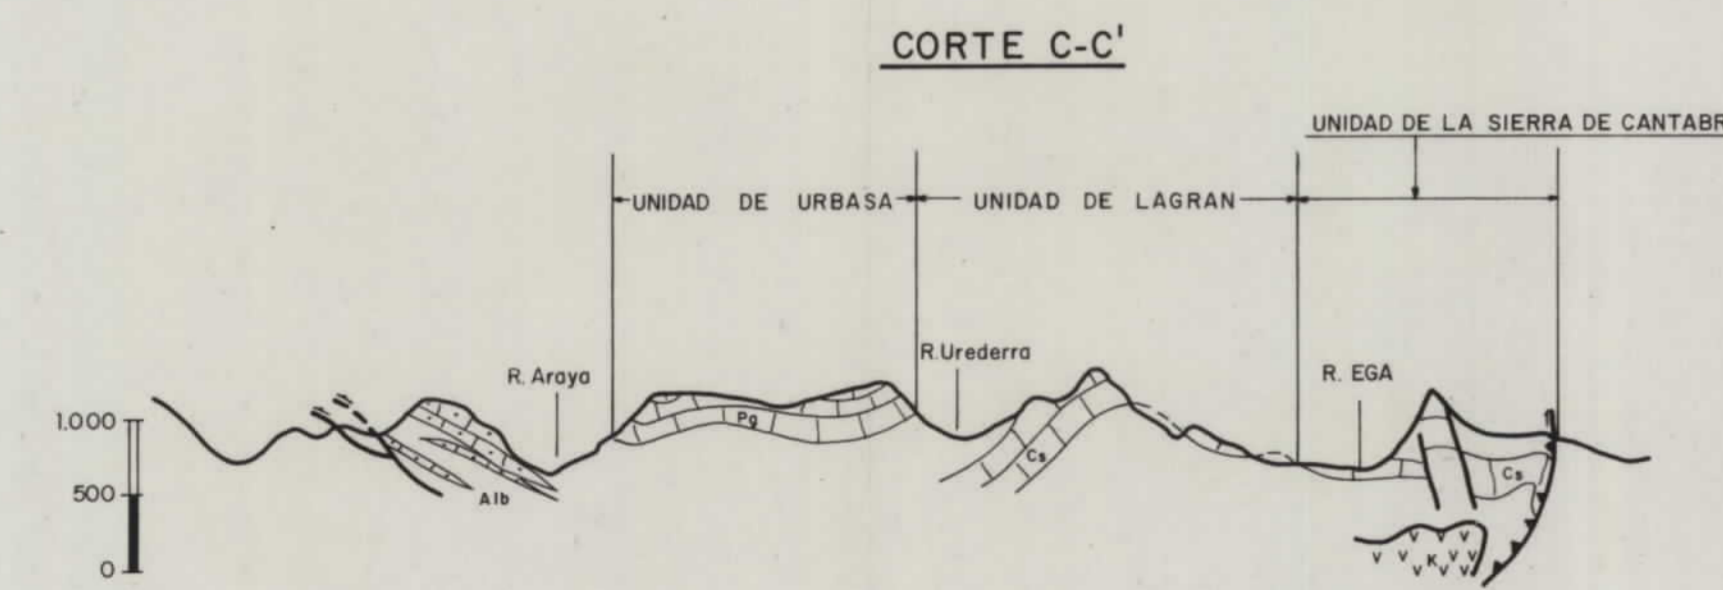 CORTE C-C'
UNIDAD DE LA SIERRA DE CANTABR
UNIDAD DE URBASA
UNIDAD DE LAGRAN
R. Araya
R. Urederra
R. EGA
1.000
500
0
Alb
Pg
Cs
Cs
K